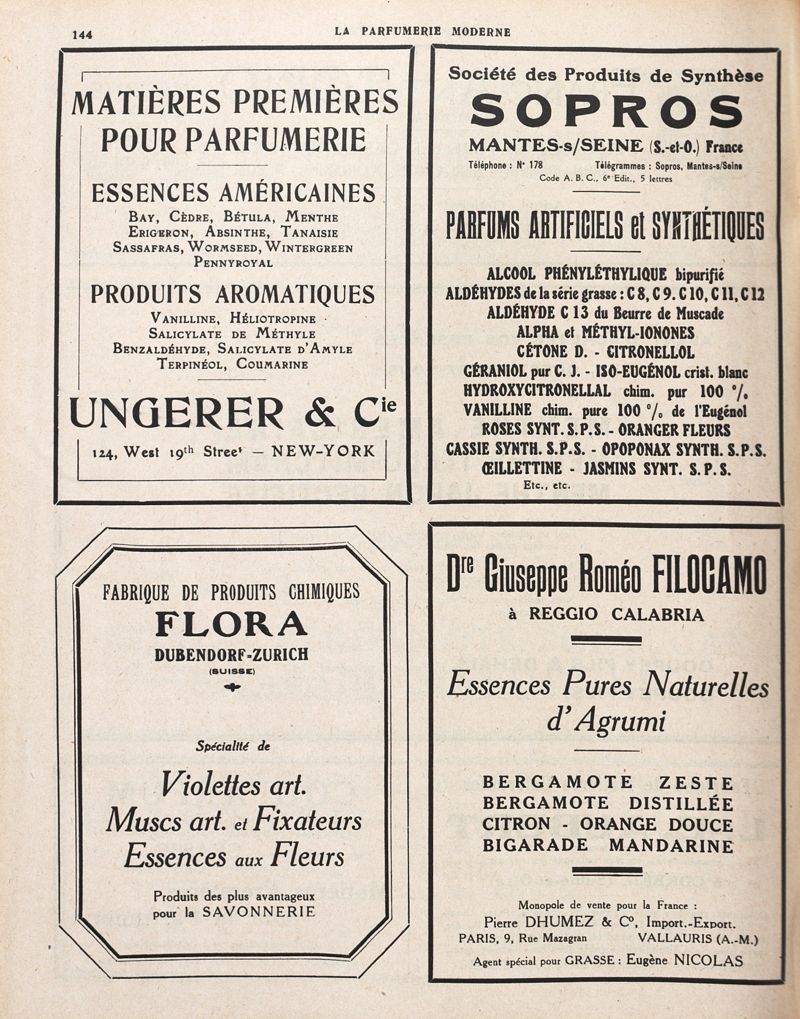 144
LA PARFUMERIE MODERNE
MATIÈRES PREMIÈRES
POUR PARFUMERIE
ESSENCES AMÉRICAINES
BAY, CÈDRE, BÉTULA, MENTHE
ERIGERON, ABSINTHE, TANAISIE
SASSAFRAS, WORMSEED, WINTERGREEN
PENNYROYAL
PRODUITS AROMATIQUES
VANILLINE, HÉLIOTROPINE
SALICYLATE DE MÉTHYLE
BENZALDÉHYDE, SALICYLATE D'AMYLE
TERPINÉOL, COUMARINE
UNGERER & Cie
124, West 19th Street — NEW-YORK
Société des Produits de Synthèse
SOPROS
MANTES-s/SEINE (S.-et-O.) France
Téléphone : N° 178 Télégrammes : Sopros, Mantes-s/Seine
Code A. B. C., 6e Edit., 5 lettres
PARFUMS ARTIFICIELS et SYNTHÉTIQUES
ALCOOL PHÉNYLÉTHYLIQUE bipurifié
ALDÉHYDES de la série grasse : C 8, C 9. C 10, C 11, C 12
ALDÉHYDE C 13 du Beurre de Muscade
ALPHA et MÉTHYL-IONONES
CÉTONE D. - CITRONELLOL
GÉRANIOL pur C. J. - ISO-EUGÉNOL crist. blanc
HYDROXYCITRONELLAL chim. pur 100 %
VANILLINE chim. pure 100 % de l'Eugénol
ROSES SYNT. S.P.S. - ORANGER FLEURS
CASSIE SYNTH. S.P.S. - OPOPONAX SYNTH. S.P.S.
ŒILLETTINE - JASMINS SYNT. S.P.S.
Etc., etc.
FABRIQUE DE PRODUITS CHIMIQUES
FLORA
DUBENDORF-ZURICH
(SUISSE)
Spécialité de
Violettes art.
Muscs art. et Fixateurs
Essences aux Fleurs
Produits des plus avantageux
pour la SAVONNERIE
Dre Giuseppe Roméo FILOCAMO
à REGGIO CALABRIA
Essences Pures Naturelles
d'Agrumi
BERGAMOTE ZESTE
BERGAMOTE DISTILLÉE
CITRON - ORANGE DOUCE
BIGARADE MANDARINE
Monopole de vente pour la France :
Pierre DHUMEZ & C°, Import.-Export.
PARIS, 9, Rue Mazagran VALLAURIS (A.-M.)
Agent spécial pour GRASSE : Eugène NICOLAS